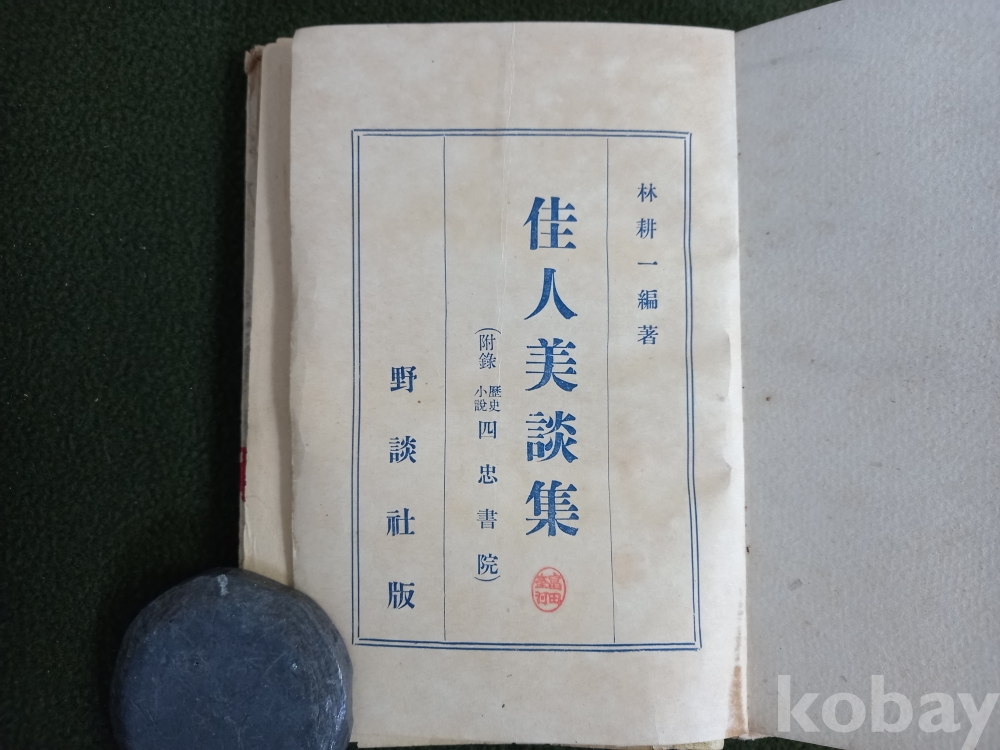 林耕一編著
佳人美談集
(附錄 歷史小說 四忠書院)
野談社版
kobay